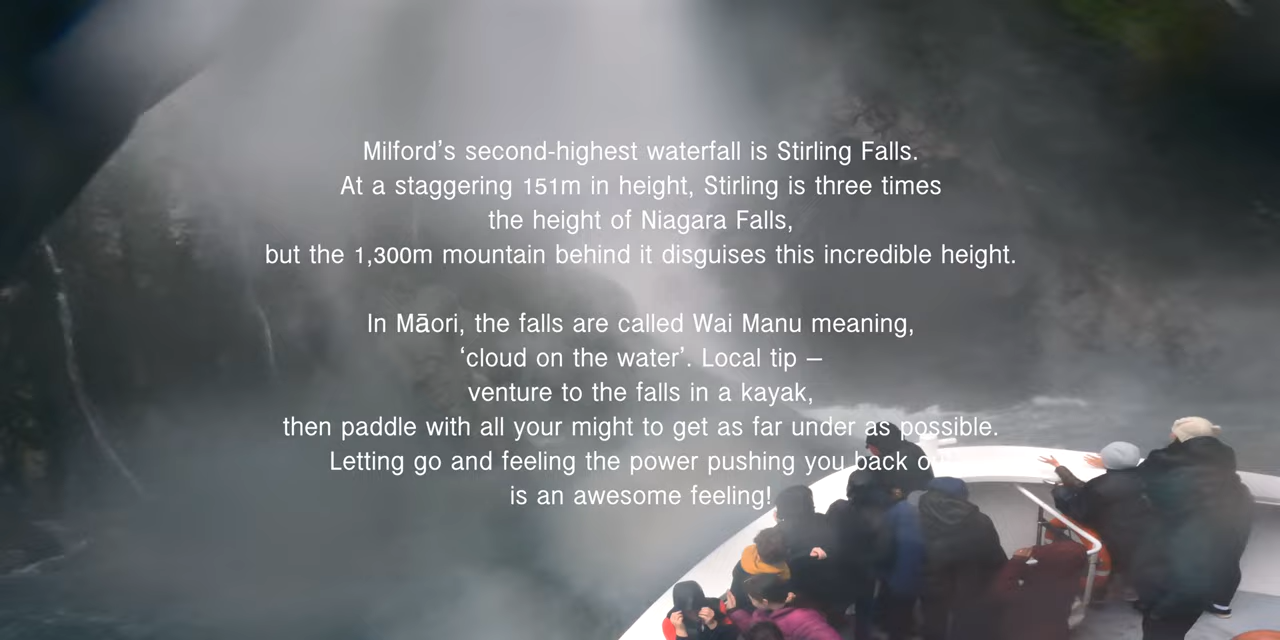 Milford’s second-highest waterfall is Stirling Falls.
At a staggering 151m in height, Stirling is three times
the height of Niagara Falls,
but the 1,300m mountain behind it disguises this incredible height.
In Māori, the falls are called Wai Manu meaning,
‘cloud on the water’. Local tip –
venture to the falls in a kayak,
then paddle with all your might to get as far under as possible.
Letting go and feeling the power pushing you back
is an awesome feeling!